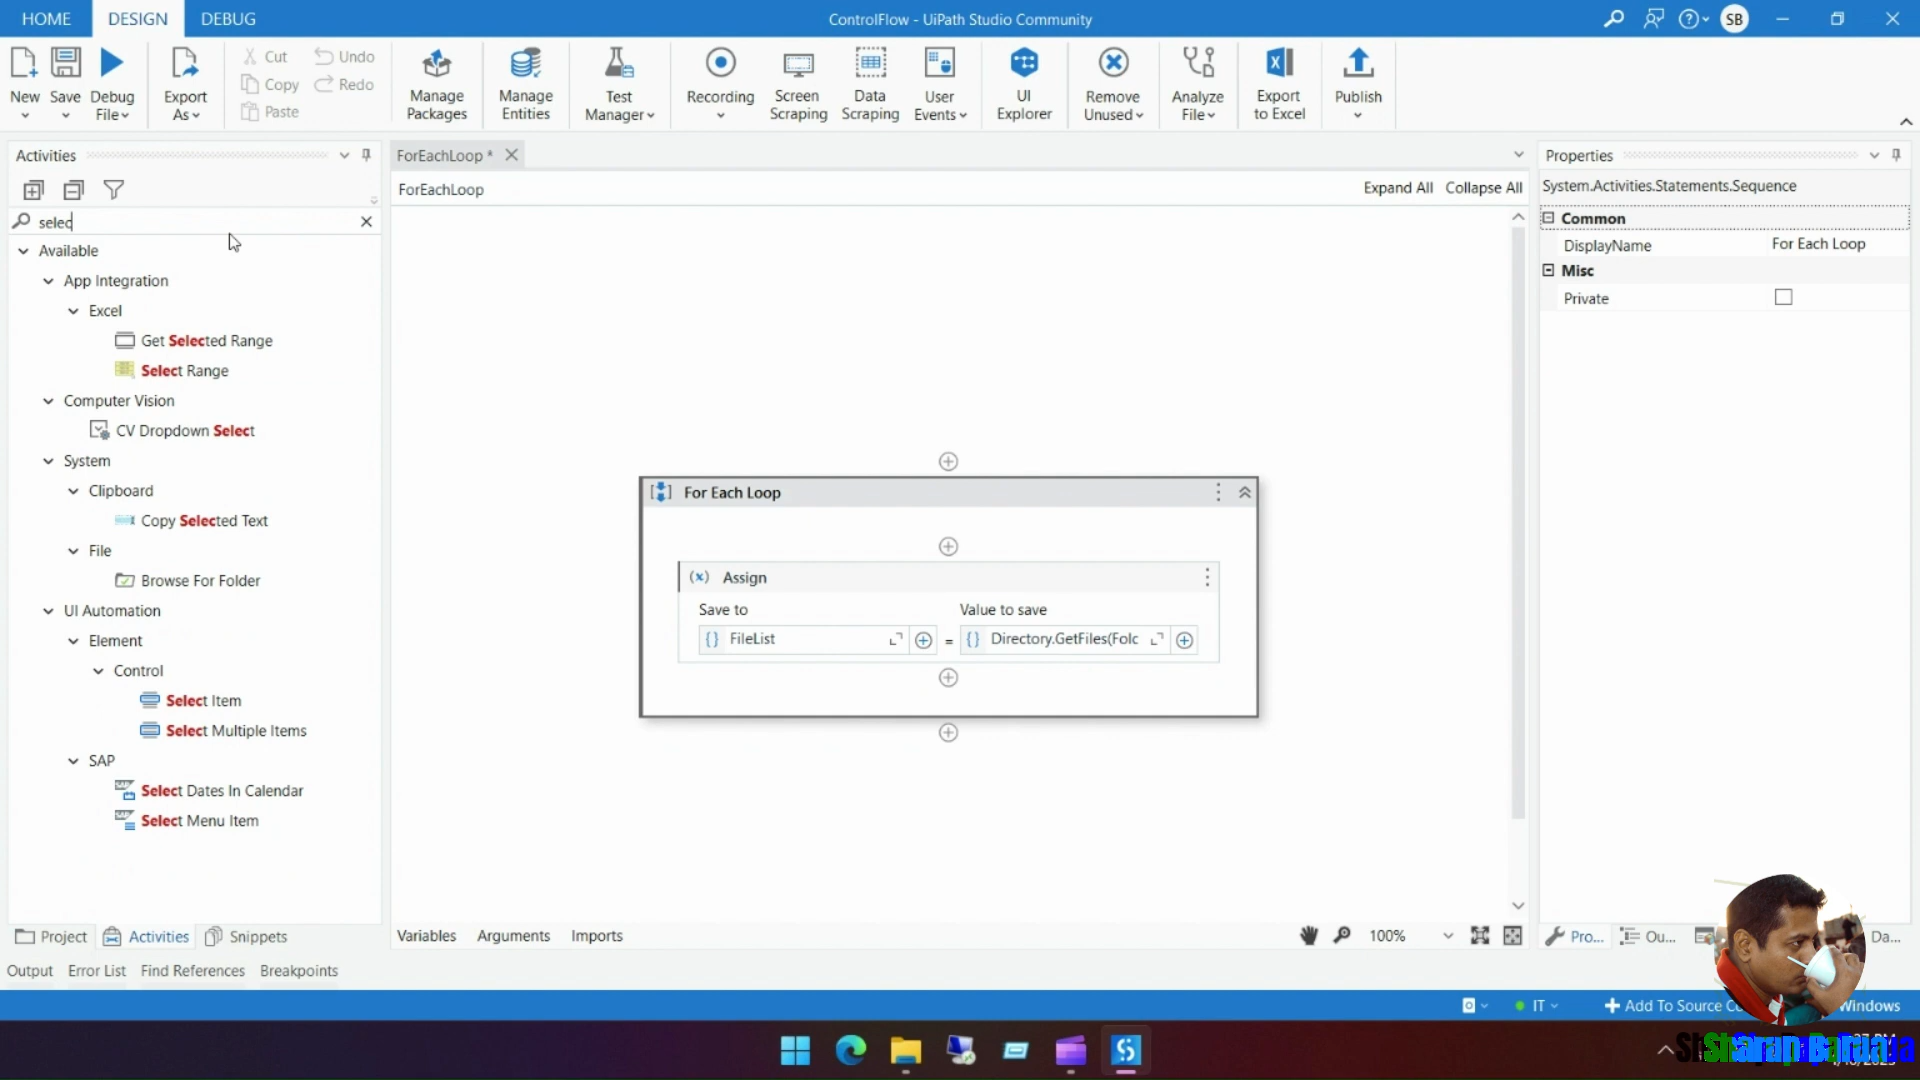 HOME
DESIGN
DEBUG
ControlFlow - UiPath Studio Community
SB
New
Save
Debug File
Export As
Cut
Copy
Paste
Undo
Redo
Manage Packages
Manage Entities
Test Manager
Recording
Screen Scraping
Data Scraping
User Events
UI Explorer
Remove Unused
Analyze File
Export to Excel
Publish
Activities
selec
Available
App Integration
Excel
Get Selected Range
Select Range
Computer Vision
CV Dropdown Select
System
Clipboard
Copy Selected Text
File
Browse For Folder
UI Automation
Element
Control
Select Item
Select Multiple Items
SAP
Select Dates In Calendar
Select Menu Item
Project
Activities
Snippets
ForEachLoop *
ForEachLoop
Expand All
Collapse All
For Each Loop
Assign
Save to
Value to save
FileList
=
Directory.GetFiles(Folc
Variables
Arguments
Imports
100%
Properties
System.Activities.Statements.Sequence
Common
DisplayName
For Each Loop
Misc
Private
Pro...
Ou...
Da...
Output
Error List
Find References
Breakpoints
IT
Add To Source Co
Windows